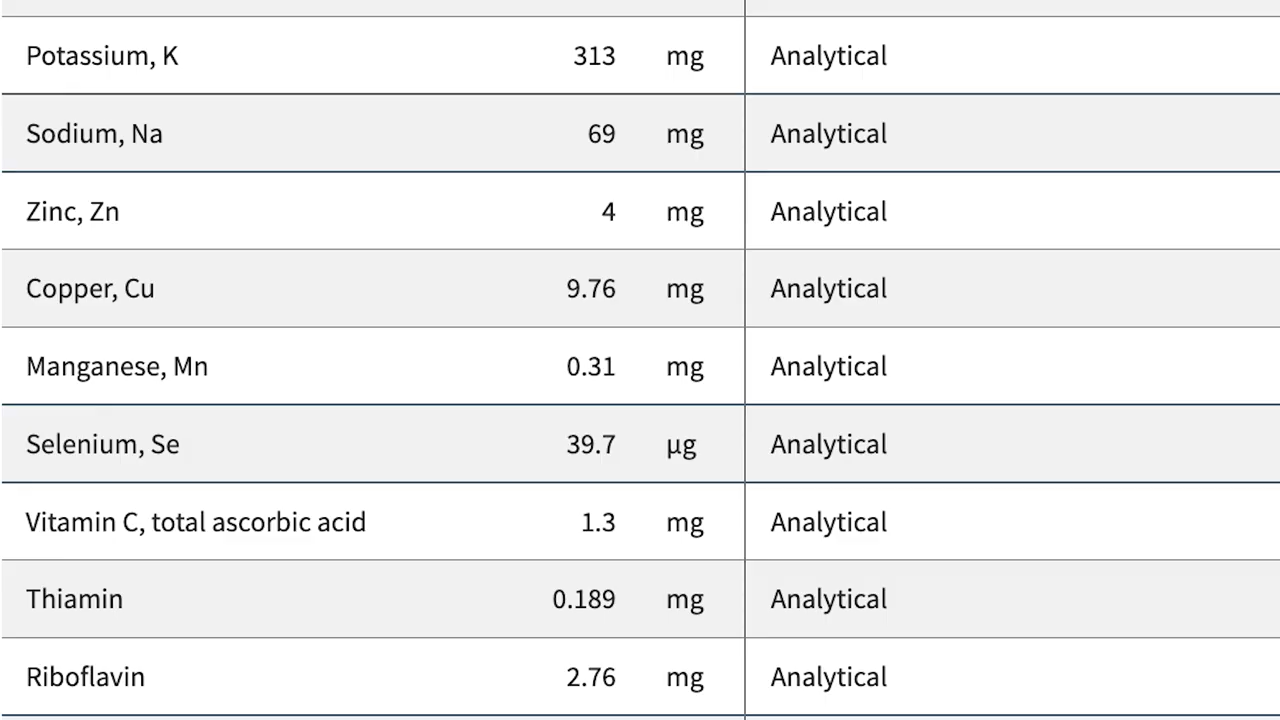 Potassium, K 313 mg Analytical
Sodium, Na 69 mg Analytical
Zinc, Zn 4 mg Analytical
Copper, Cu 9.76 mg Analytical
Manganese, Mn 0.31 mg Analytical
Selenium, Se 39.7 µg Analytical
Vitamin C, total ascorbic acid 1.3 mg Analytical
Thiamin 0.189 mg Analytical
Riboflavin 2.76 mg Analytical